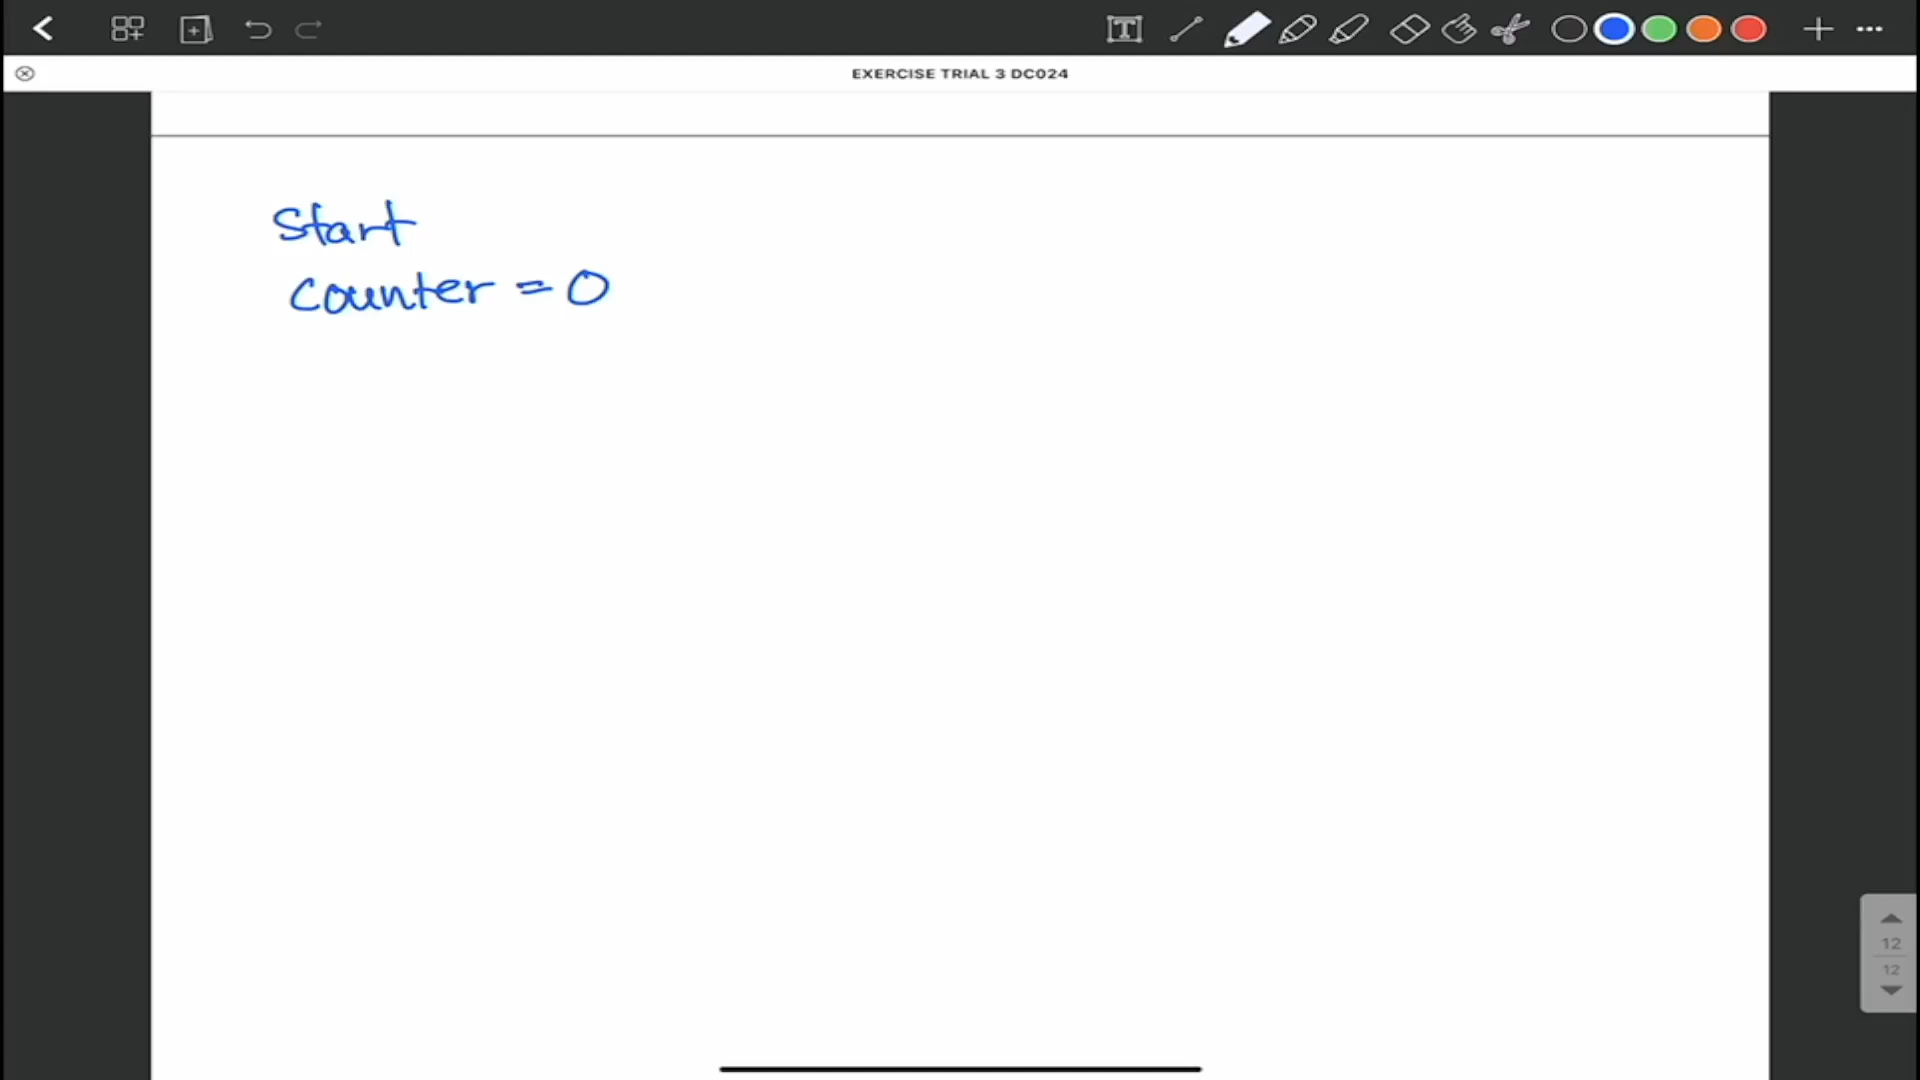 EXERCISE TRIAL 3 DC024
Start
counter = 0
12
12